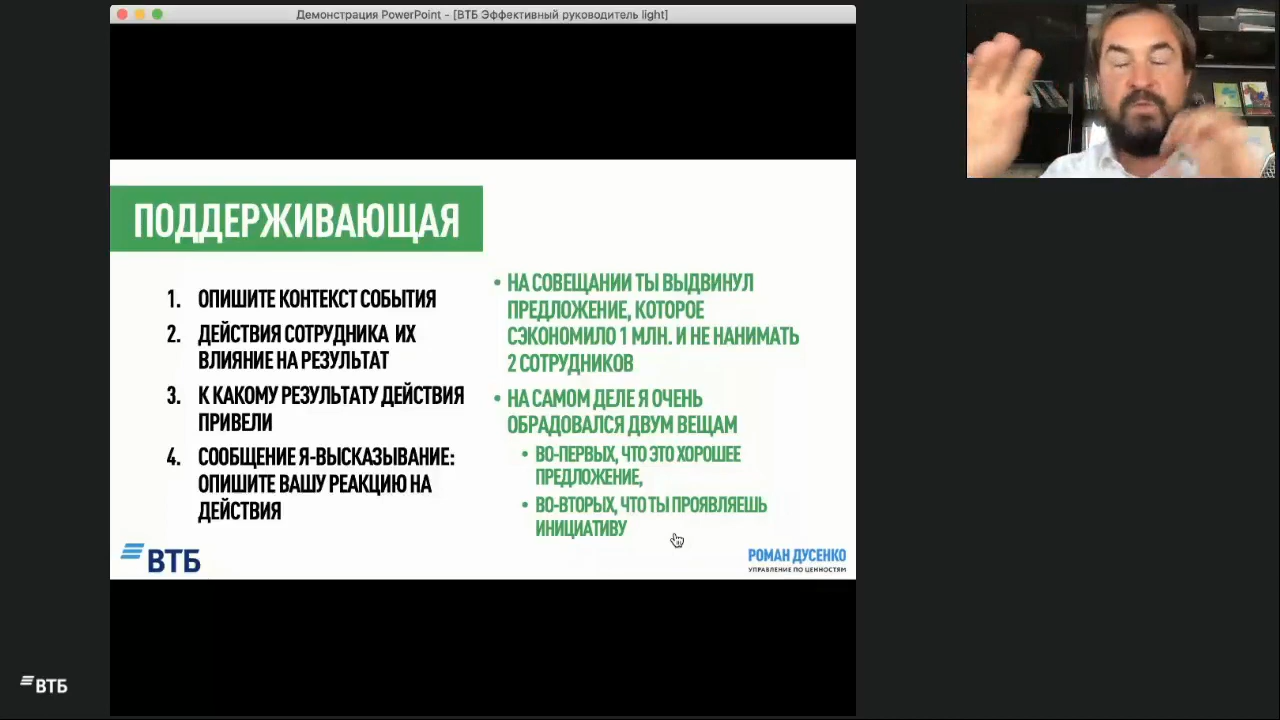 Демонстрация PowerPoint - [ВТБ Эффективный руководитель light]
ПОДДЕРЖИВАЮЩАЯ
1. ОПИШИТЕ КОНТЕКСТ СОБЫТИЯ
2. ДЕЙСТВИЯ СОТРУДНИКА ИХ
ВЛИЯНИЕ НА РЕЗУЛЬТАТ
3. К КАКОМУ РЕЗУЛЬТАТУ ДЕЙСТВИЯ
ПРИВЕЛИ
4. СООБЩЕНИЕ Я-ВЫСКАЗЫВАНИЕ:
ОПИШИТЕ ВАШУ РЕАКЦИЮ НА
ДЕЙСТВИЯ
• НА СОВЕЩАНИИ ТЫ ВЫДВИНУЛ
ПРЕДЛОЖЕНИЕ, КОТОРОЕ
СЭКОНОМИЛО 1 МЛН. И НЕ НАНИМАТЬ
2 СОТРУДНИКОВ
• НА САМОМ ДЕЛЕ Я ОЧЕНЬ
ОБРАДОВАЛСЯ ДВУМ ВЕЩАМ
• ВО-ПЕРВЫХ, ЧТО ЭТО ХОРОШЕЕ
ПРЕДЛОЖЕНИЕ,
• ВО-ВТОРЫХ, ЧТО ТЫ ПРОЯВЛЯЕШЬ
ИНИЦИАТИВУ
ВТБ
РОМАН ДУСЕНКО
УПРАВЛЕНИЕ ПО ЦЕННОСТЯМ
ВТБ